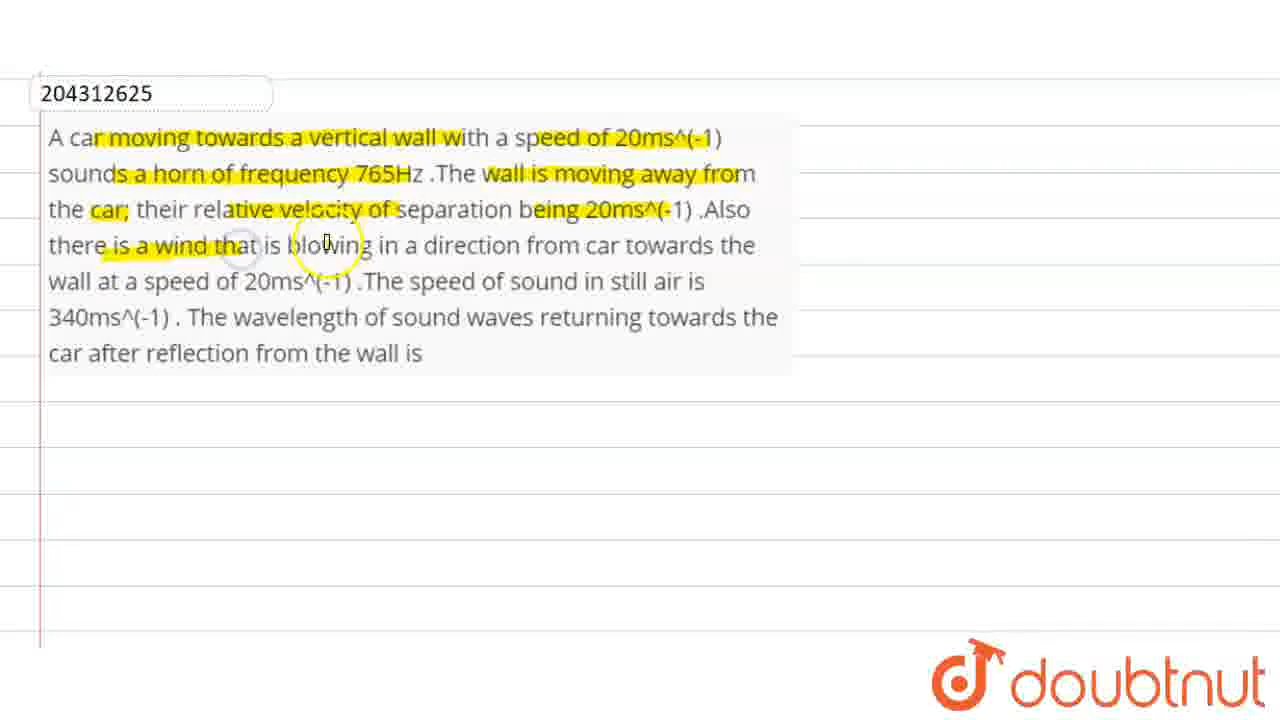 204312625
A car moving towards a vertical wall with a speed of 20ms^(-1)
sounds a horn of frequency 765Hz .The wall is moving away from
the car; their relative velocity of separation being 20ms^(-1) .Also
there is a wind that is blowing in a direction from car towards the
wall at a speed of 20ms^(-1) .The speed of sound in still air is
340ms^(-1) . The wavelength of sound waves returning towards the
car after reflection from the wall is
doubtnut